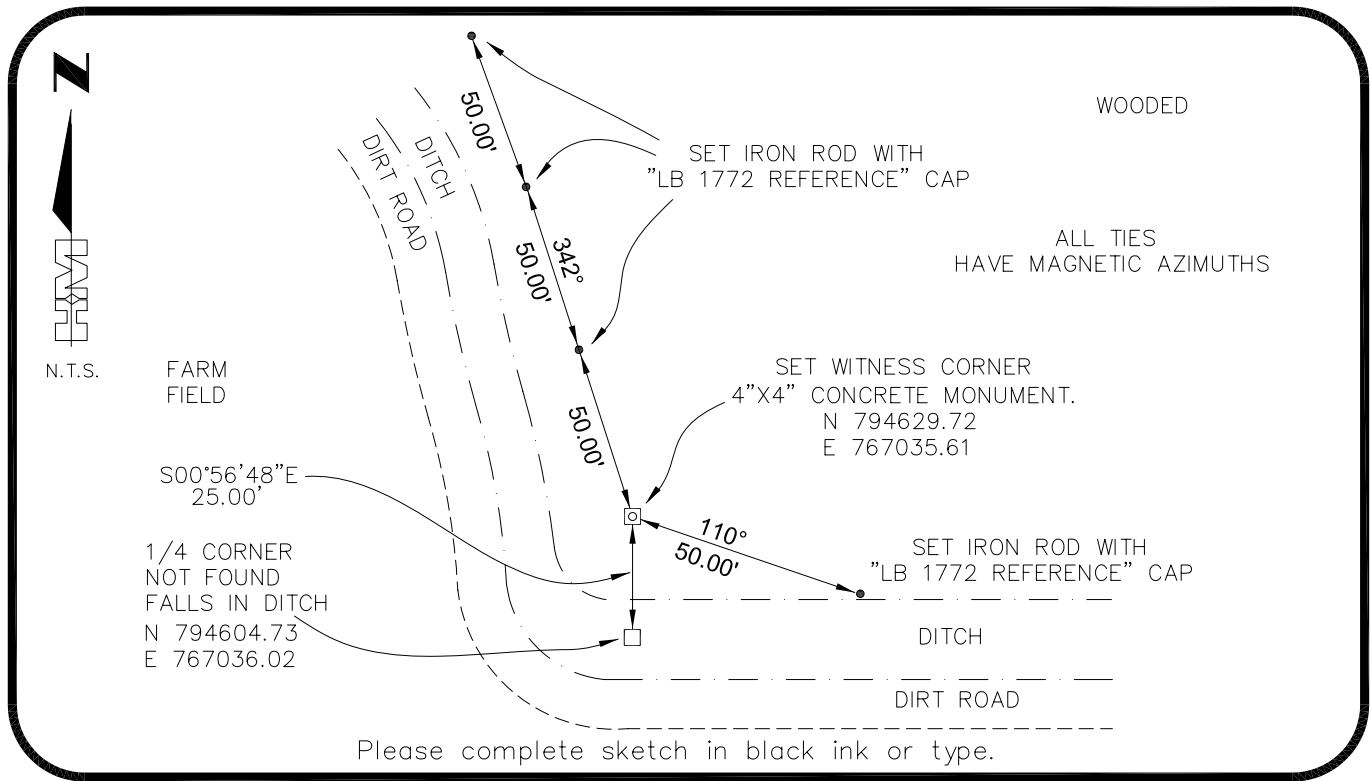 N
HM
N.T.S.
FARM
FIELD
DIRT ROAD
DITCH
50.00'
342°
50.00'
50.00'
WOODED
SET IRON ROD WITH
"LB 1772 REFERENCE" CAP
ALL TIES
HAVE MAGNETIC AZIMUTHS
SET WITNESS CORNER
4"X4" CONCRETE MONUMENT.
N 794629.72
E 767035.61
S00°56'48"E
25.00'
1/4 CORNER
NOT FOUND
FALLS IN DITCH
N 794604.73
E 767036.02
110°
50.00'
SET IRON ROD WITH
"LB 1772 REFERENCE" CAP
DITCH
DIRT ROAD
Please complete sketch in black ink or type.